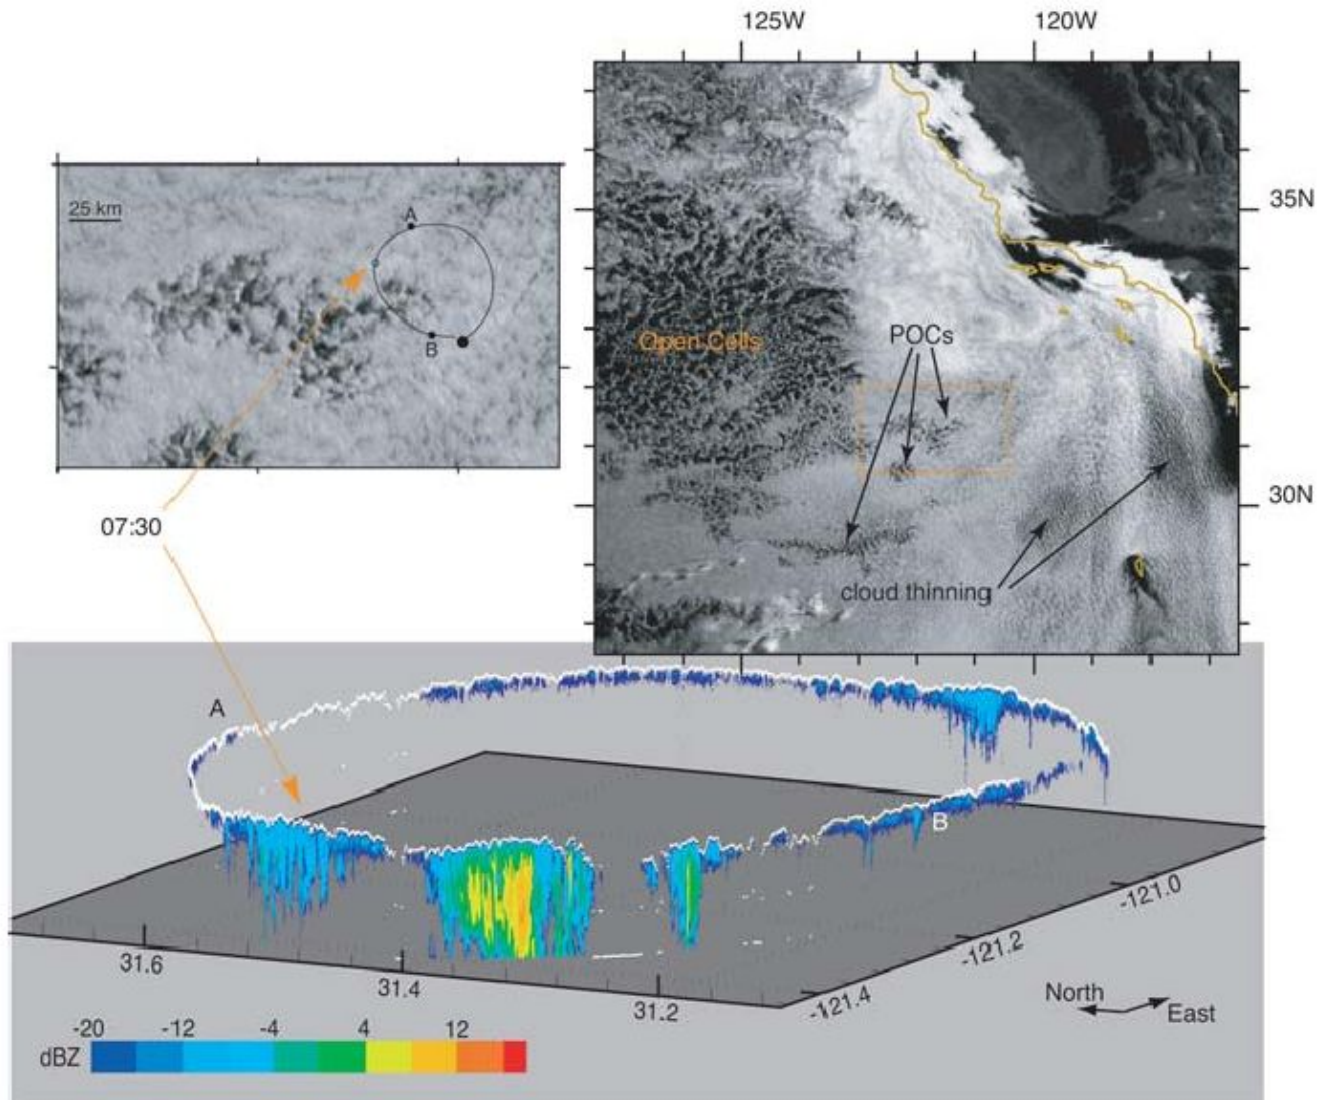 125W 120W
25 km
A
B
35N
Open Cells
POCs
30N
cloud thinning
07:30
A
B
31.6
31.4
31.2
-121.4
-121.2
-121.0
North
East
-20 -12 -4 4 12
dBZ